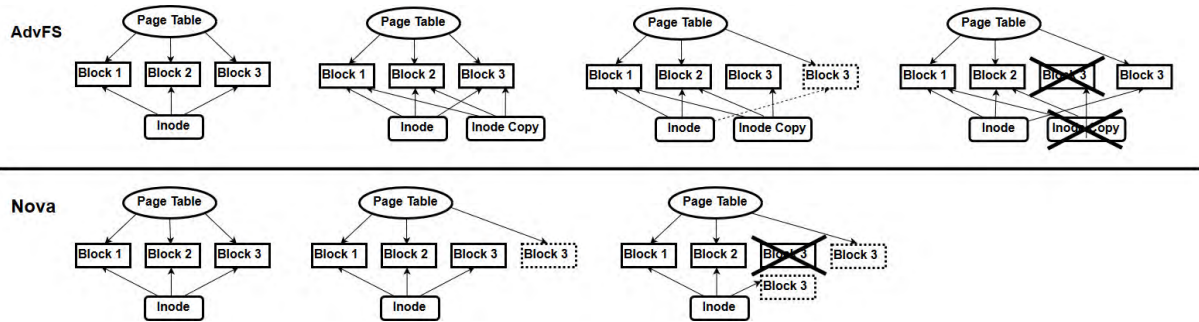 AdvFS
Page Table
Block 1
Block 2
Block 3
Inode
Page Table
Block 1
Block 2
Block 3
Inode
Inode Copy
Page Table
Block 1
Block 2
Block 3
Block 3
Inode
Inode Copy
Page Table
Block 1
Block 2
Block 3
Block 3
Inode
Inode Copy
Nova
Page Table
Block 1
Block 2
Block 3
Inode
Page Table
Block 1
Block 2
Block 3
Block 3
Inode
Page Table
Block 1
Block 2
Block 3
Block 3
Block 3
Inode